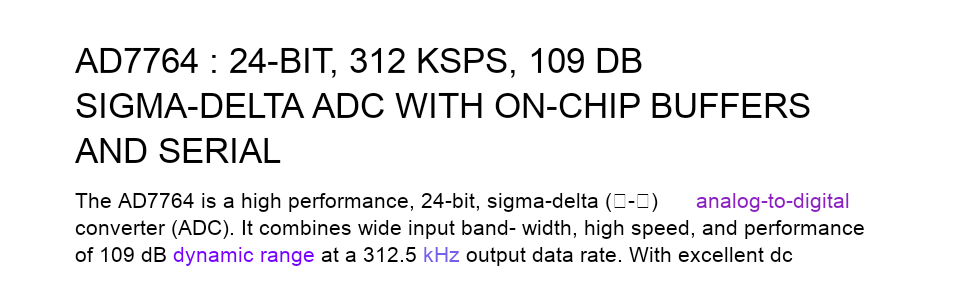 AD7764 : 24-BIT, 312 KSPS, 109 DB
SIGMA-DELTA ADC WITH ON-CHIP BUFFERS
AND SERIAL
The AD7764 is a high performance, 24-bit, sigma-delta (□-□) analog-to-digital
converter (ADC). It combines wide input band- width, high speed, and performance
of 109 dB dynamic range at a 312.5 kHz output data rate. With excellent dc